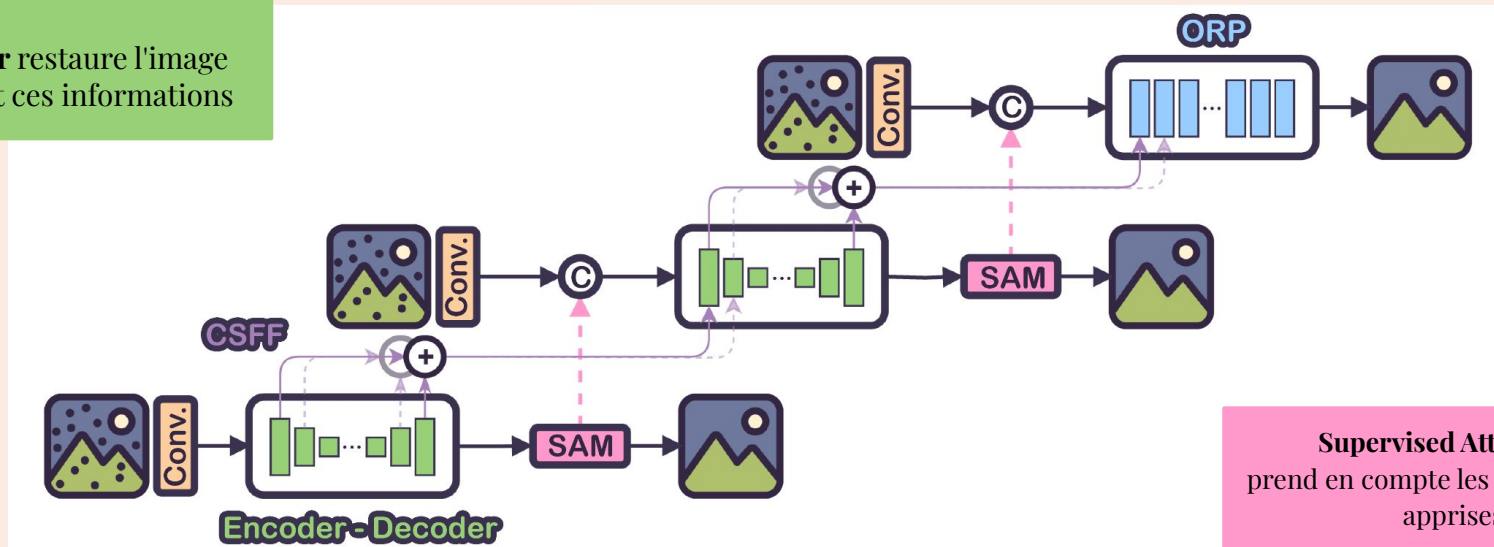 r restaure l'image
t ces informations
ORP
Conv.
C
+
Conv.
C
...
SAM
CSFF
+
Conv.
...
SAM
Encoder - Decoder
...
Supervised Att
prend en compte les
apprises